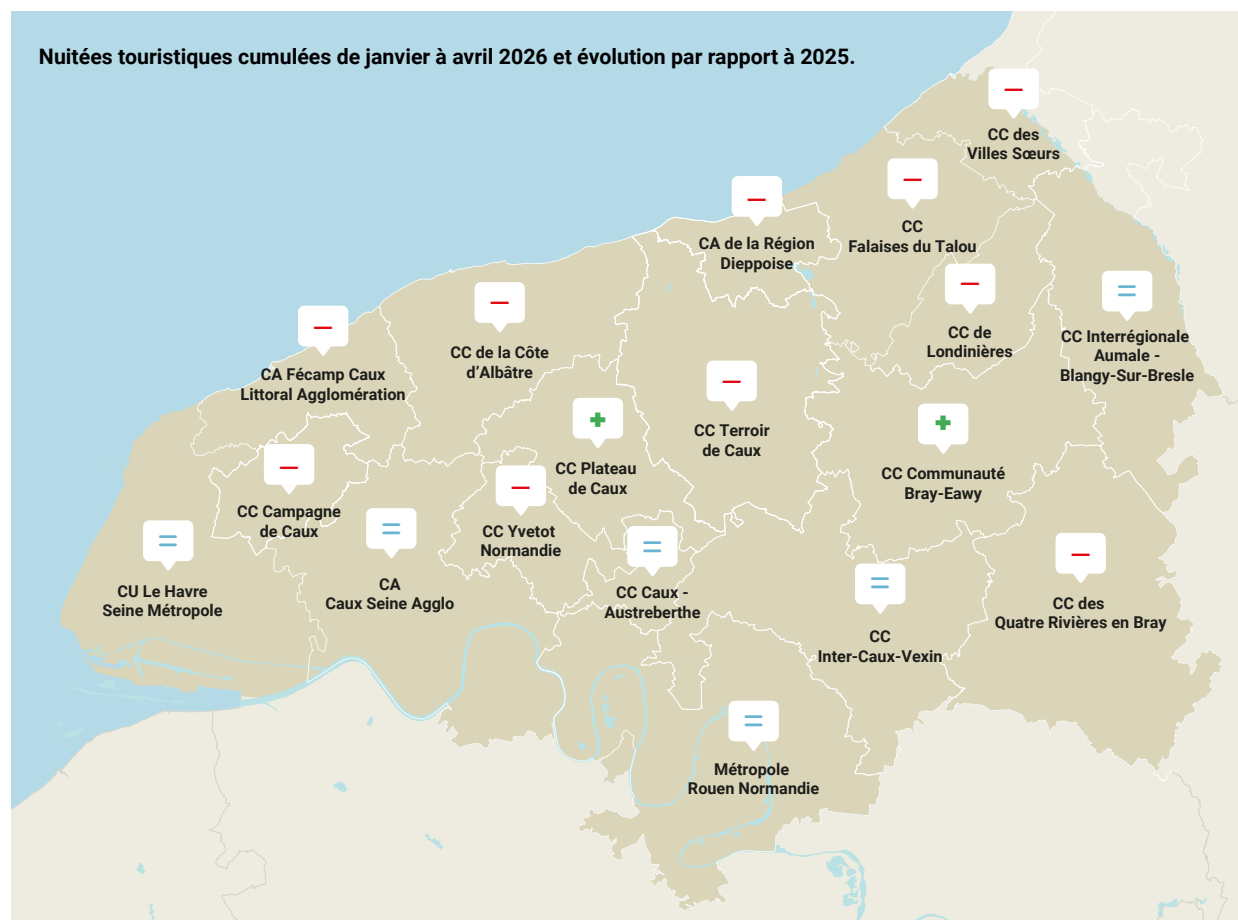 Nuitées touristiques cumulées de janvier à avril 2026 et évolution par rapport à 2025.
–
CC des
Villes Sœurs
–
CC
Falaises du Talou
–
CA de la Région
Dieppoise
–
CC de
Londinières
=
CC Interrégionale
Aumale -
Blangy-Sur-Bresle
–
CC de la Côte
d’Albâtre
–
CA Fécamp Caux
Littoral Agglomération
–
CC Terroir
de Caux
+
CC Plateau
de Caux
+
CC Communauté
Bray-Eawy
–
CC Campagne
de Caux
–
CC Yvetot
Normandie
=
CU Le Havre
Seine Métropole
=
CA
Caux Seine Agglo
=
CC Caux -
Austreberthe
=
CC
Inter-Caux-Vexin
–
CC des
Quatre Rivières en Bray
=
Métropole
Rouen Normandie